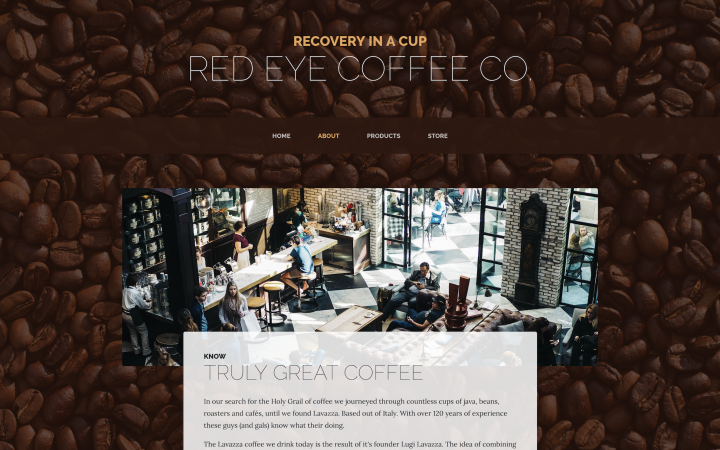 RECOVERY IN A CUP
RED EYE COFFEE CO.
HOME ABOUT PRODUCTS STORE
KNOW
TRULY GREAT COFFEE
In our search for the Holy Grail of coffee we journeyed through countless cups of java, beans,
roasters and cafés, until we found Lavazza. Based out of Italy. With over 120 years of experience
these guys (and gals) know what their doing.
The Lavazza coffee we drink today is the result of it's founder Lugi Lavazza. The idea of combining